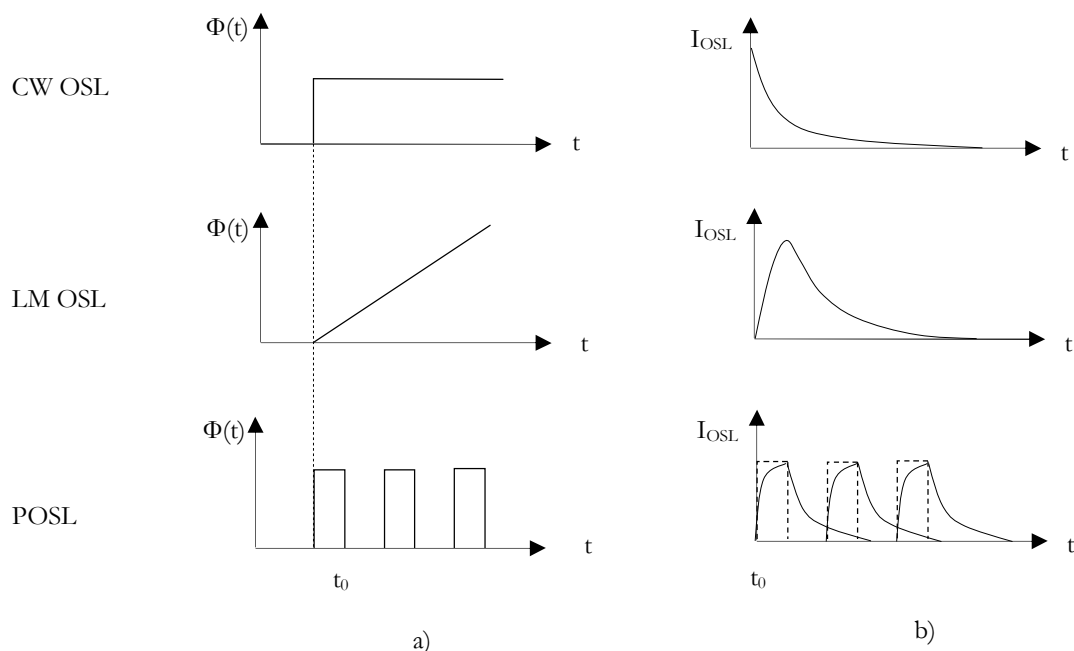 Φ(t)
I_OSL
CW OSL
t
t
Φ(t)
I_OSL
LM OSL
t
t
Φ(t)
I_OSL
POSL
t
t
t₀
t₀
a)
b)